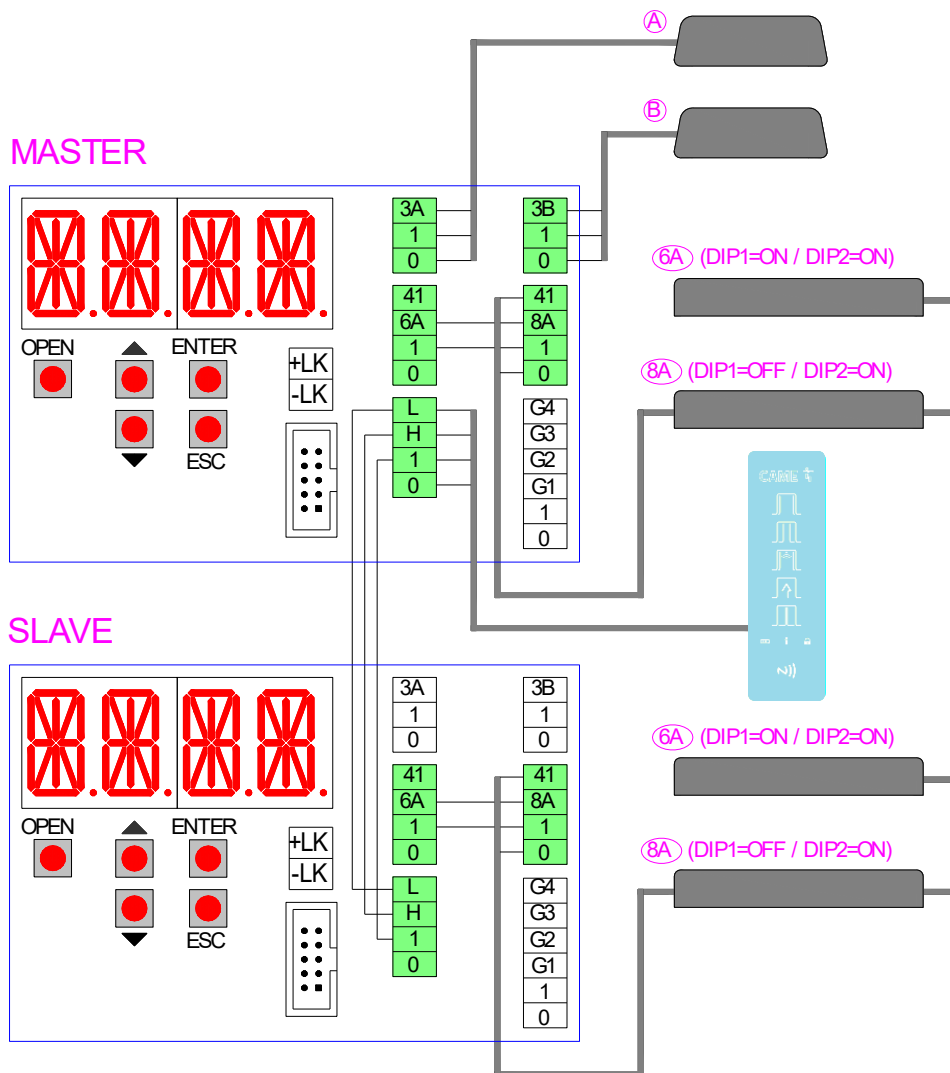 A
B
MASTER
3A
1
0
3B
1
0
41
6A
1
0
41
8A
1
0
OPEN
ENTER
ESC
+LK
-LK
L
H
1
0
G4
G3
G2
G1
1
0
6A (DIP1=ON / DIP2=ON)
8A (DIP1=OFF / DIP2=ON)
CAME
SLAVE
3A
1
0
3B
1
0
41
6A
1
0
41
8A
1
0
OPEN
ENTER
ESC
+LK
-LK
L
H
1
0
G4
G3
G2
G1
1
0
6A (DIP1=ON / DIP2=ON)
8A (DIP1=OFF / DIP2=ON)